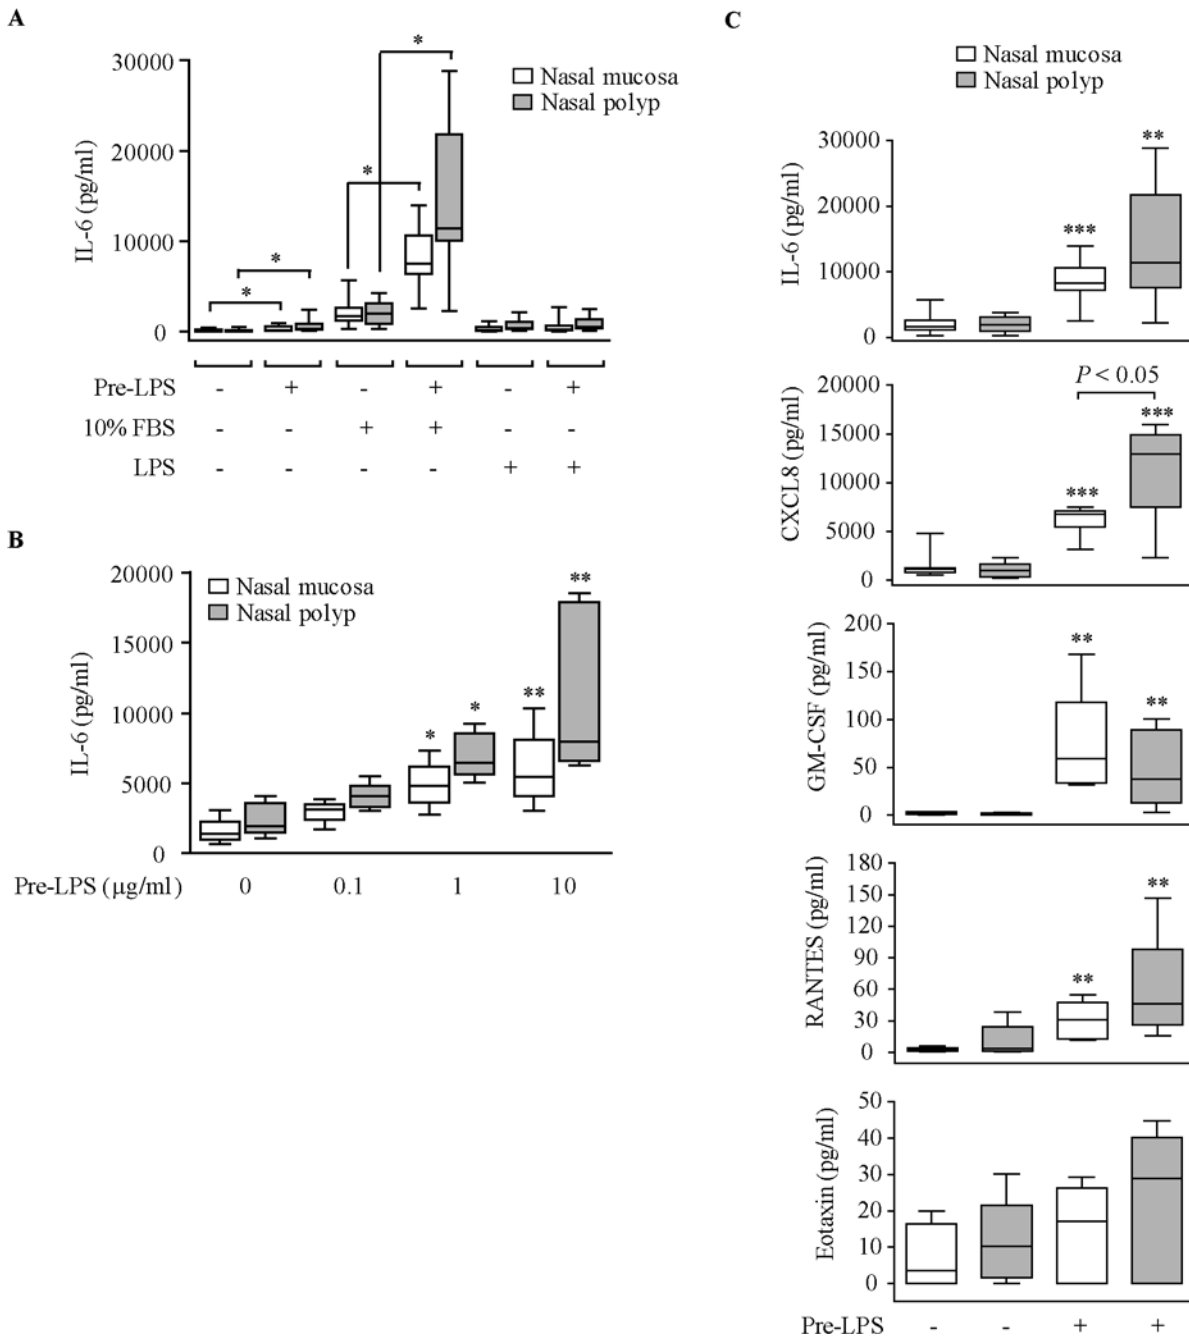 A
30000
20000
10000
0
IL-6 (pg/ml)
Nasal mucosa
Nasal polyp
*
*
*
*
Pre-LPS - + - + - +
10% FBS - - + + - -
LPS - - - - + +
B
20000
15000
10000
5000
0
IL-6 (pg/ml)
Nasal mucosa
Nasal polyp
*
*
**
**
Pre-LPS (μg/ml) 0 0.1 1 10
C
Nasal mucosa
Nasal polyp
30000
20000
10000
0
IL-6 (pg/ml)
***
**
20000
15000
10000
5000
0
CXCL8 (pg/ml)
P < 0.05
***
***
200
150
100
50
0
GM-CSF (pg/ml)
**
**
180
150
120
90
60
30
0
RANTES (pg/ml)
**
**
50
40
30
20
10
0
Eotaxin (pg/ml)
Pre-LPS - - + +